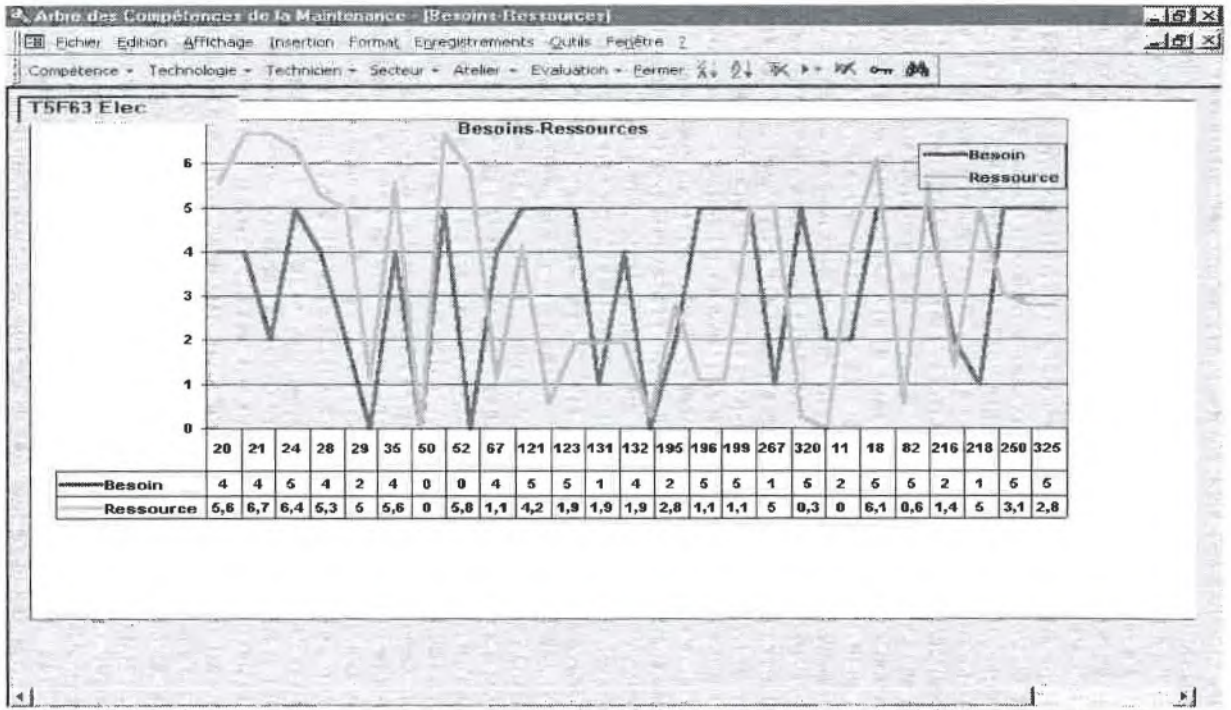 Arbre des Compétences de la Maintenance - [Besoins-Ressources]
Fichier Edition Affichage Insertion Format Enregistrements Outils Fenêtre ?
Compétence Technologie Technicien Secteur Atelier Evaluation Fermer
T5F63 Elec
Besoins-Ressources
Besoin
Ressource
6
5
4
3
2
1
0
20 21 24 28 29 35 50 52 67 121 123 131 132 195 196 199 267 320 11 18 82 216 218 250 325
Besoin 4 4 5 4 2 4 0 0 4 5 5 1 4 2 5 5 1 5 2 5 5 2 1 5 5
Ressource 5,6 6,7 6,4 5,3 5 5,6 0 5,8 1,1 4,2 1,9 1,9 1,9 2,8 1,1 1,1 5 0,3 0 6,1 0,6 1,4 5 3,1 2,8